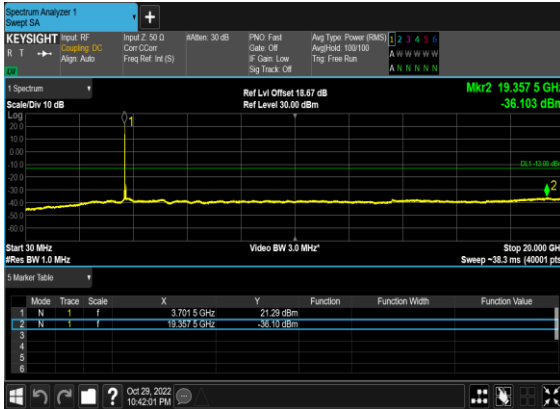 Spectrum Analyzer 1
Swept SA
+
KEYSIGHT Input: RF Input Z: 50 Ω #Atten: 30 dB PNO: Fast Avg Type: Power (RMS) 1 2 3 4 5 6
R T Coupling: DC Corr CCorr Gate: Off Avg|Hold: 100/100 A W W W W W
Align: Auto Freq Ref: Int (S) IF Gain: Low Trig: Free Run
Sig Track: Off A N N N N N
1 Spectrum Ref Lvl Offset 18.67 dB Mkr2 19.357 5 GHz
Scale/Div 10 dB Ref Level 30.00 dBm -36.103 dBm
Log
1
20.0
10.0
0.00
-10.0
DL1 -13.00 dBm
-20.0
-30.0
2
-40.0
-50.0
-60.0
Start 30 MHz Video BW 3.0 MHz* Stop 20.000 GH
#Res BW 1.0 MHz Sweep ~38.3 ms (40001 pts
5 Marker Table
Mode Trace Scale X Y Function Function Width Function Value
1 N 1 f 3.701 5 GHz 21.29 dBm
2 N 1 f 19.357 5 GHz -36.10 dBm
3
4
5
6
? Oct 29, 2022
10:42:01 PM